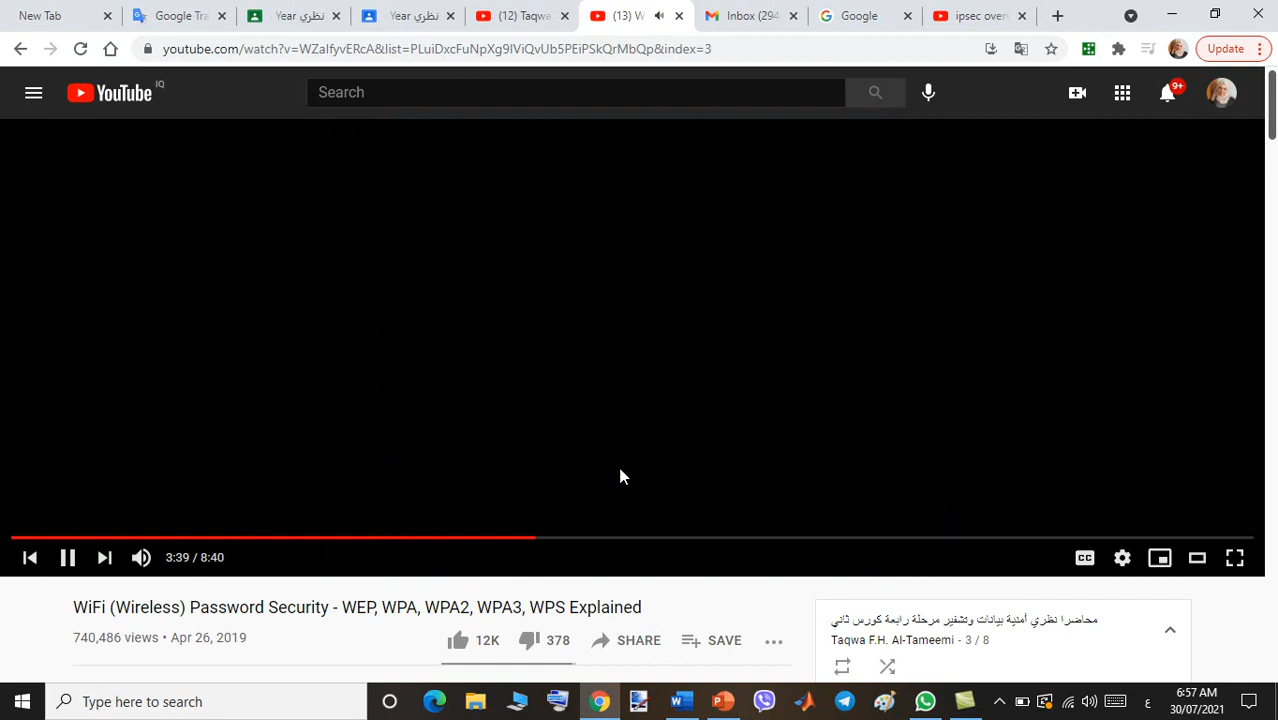 New Tab
Google Tra
Year نظري
Year نظري
(12) Taqwa
(13) W
Inbox (294
Google
ipsec over
youtube.com/watch?v=WZaIfyvERcA&list=PLuiDxcFuNpXg9IViQvUb5PEiPSkQrMbQp&index=3
Update
YouTube IQ
Search
9+
3:39 / 8:40
CC
WiFi (Wireless) Password Security - WEP, WPA, WPA2, WPA3, WPS Explained
740,486 views • Apr 26, 2019
12K
378
SHARE
SAVE
محاضرا نظري أمنية بيانات وتشفير مرحلة رابعة كورس ثاني
Taqwa F.H. Al-Tameemi - 3 / 8
Type here to search
ع
6:57 AM
30/07/2021